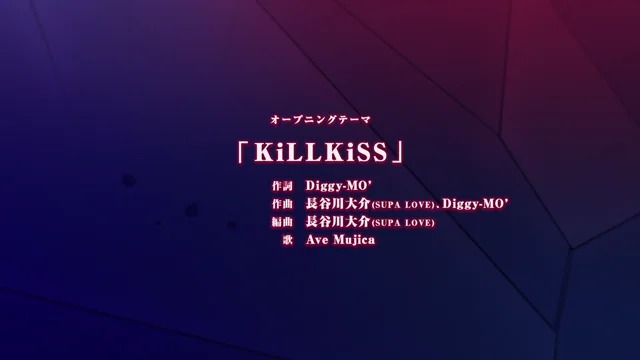 オープニングテーマ
「KiLLKiSS」
作詞 Diggy-MO’
作曲 長谷川大介(SUPA LOVE)、Diggy-MO’
編曲 長谷川大介(SUPA LOVE)
歌 Ave Mujica